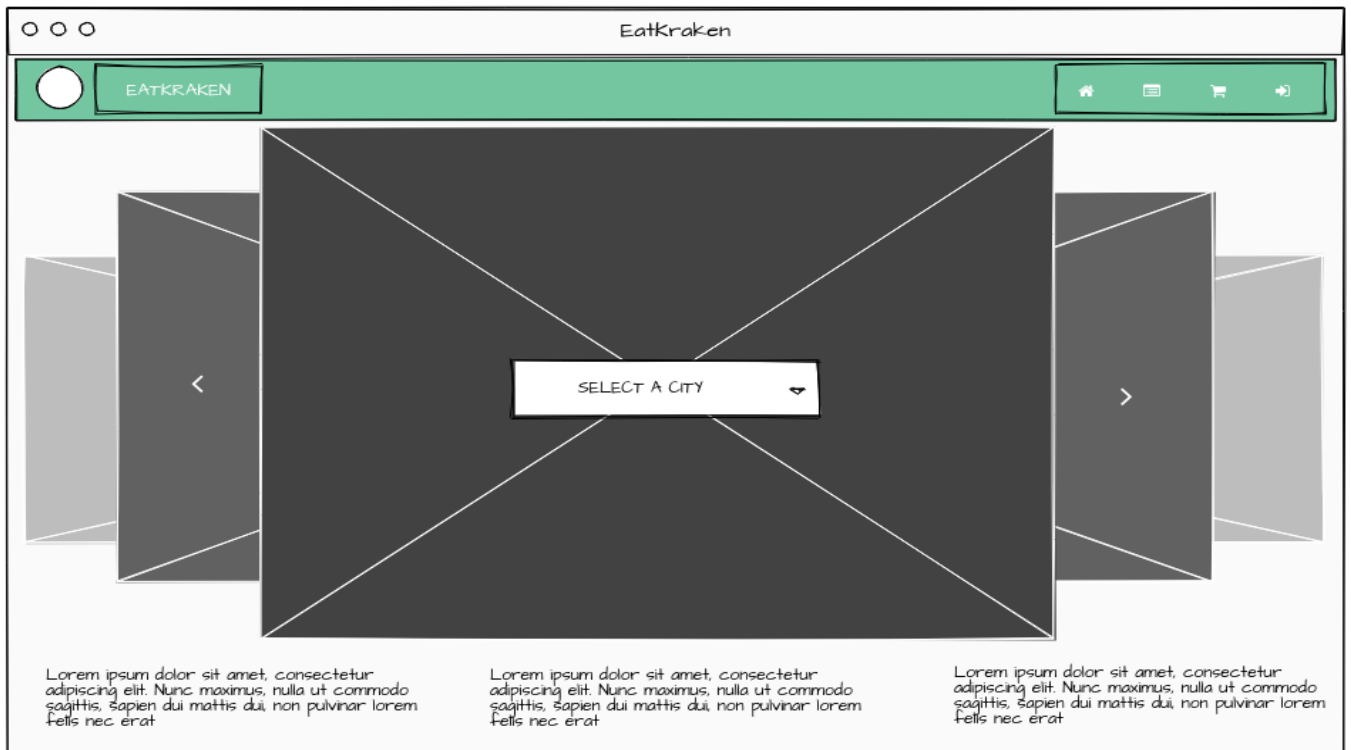 EatKraken
EATKRAKEN
SELECT A CITY
Lorem ipsum dolor sit amet, consectetur
adipiscing elit. Nunc maximus, nulla ut commodo
sagittis, sapien dui mattis dui, non pulvinar lorem
felis nec erat
Lorem ipsum dolor sit amet, consectetur
adipiscing elit. Nunc maximus, nulla ut commodo
sagittis, sapien dui mattis dui, non pulvinar lorem
felis nec erat
Lorem ipsum dolor sit amet, consectetur
adipiscing elit. Nunc maximus, nulla ut commodo
sagittis, sapien dui mattis dui, non pulvinar lorem
felis nec erat